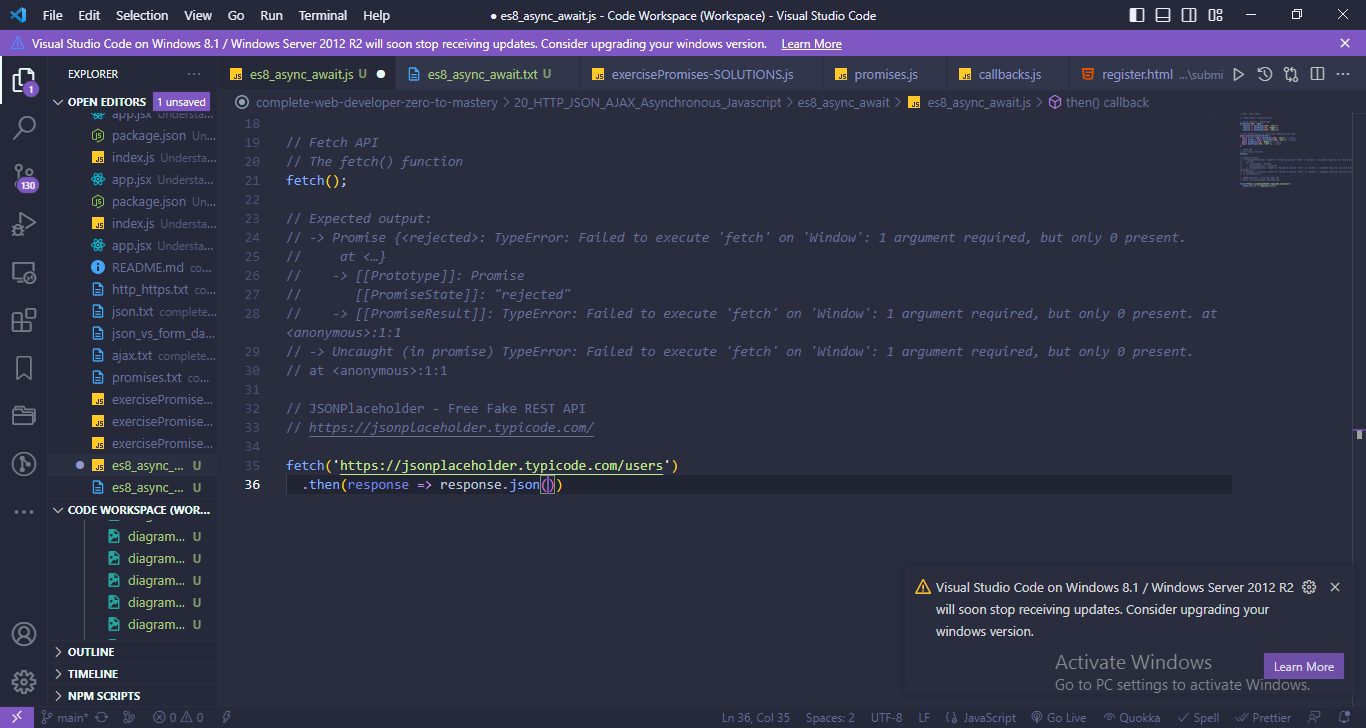 File Edit Selection View Go Run Terminal Help
● es8_async_await.js - Code Workspace (Workspace) - Visual Studio Code
Visual Studio Code on Windows 8.1 / Windows Server 2012 R2 will soon stop receiving updates. Consider upgrading your windows version. Learn More
EXPLORER
es8_async_await.js U
es8_async_await.txt U
exercisePromises-SOLUTIONS.js
promises.js
callbacks.js
register.html ...\submi
1
OPEN EDITORS 1 unsaved
complete-web-developer-zero-to-mastery > 20_HTTP_JSON_AJAX_Asynchronous_Javascript > es8_async_await > es8_async_await.js > then() callback
app.jsx Understa...
package.json Un...
index.js Understa...
app.jsx Understa...
package.json Un...
index.js Understa...
app.jsx Understa...
README.md co...
http_https.txt co...
json.txt complete...
json_vs_form_da...
ajax.txt complete...
promises.txt co...
exercisePromise...
exercisePromise...
exercisePromise...
es8_async_... U
es8_async_... U
130
CODE WORKSPACE (WOR...
diagram... U
diagram... U
diagram... U
diagram... U
diagram... U
OUTLINE
TIMELINE
NPM SCRIPTS
18
19 // Fetch API
20 // The fetch() function
21 fetch();
22
23 // Expected output:
24 // -> Promise {<rejected>: TypeError: Failed to execute 'fetch' on 'Window': 1 argument required, but only 0 present.
25 //     at <…}
26 //    -> [[Prototype]]: Promise
27 //       [[PromiseState]]: "rejected"
28 //    -> [[PromiseResult]]: TypeError: Failed to execute 'fetch' on 'Window': 1 argument required, but only 0 present. at
<anonymous>:1:1
29 // -> Uncaught (in promise) TypeError: Failed to execute 'fetch' on 'Window': 1 argument required, but only 0 present.
30 // at <anonymous>:1:1
31
32 // JSONPlaceholder - Free Fake REST API
33 // https://jsonplaceholder.typicode.com/
34
35 fetch('https://jsonplaceholder.typicode.com/users')
36   .then(response => response.json())
Visual Studio Code on Windows 8.1 / Windows Server 2012 R2
will soon stop receiving updates. Consider upgrading your
windows version.
Learn More
Activate Windows
Go to PC settings to activate Windows.
main* 0 0
Ln 36, Col 35 Spaces: 2 UTF-8 LF {} JavaScript Go Live Quokka Spell Prettier